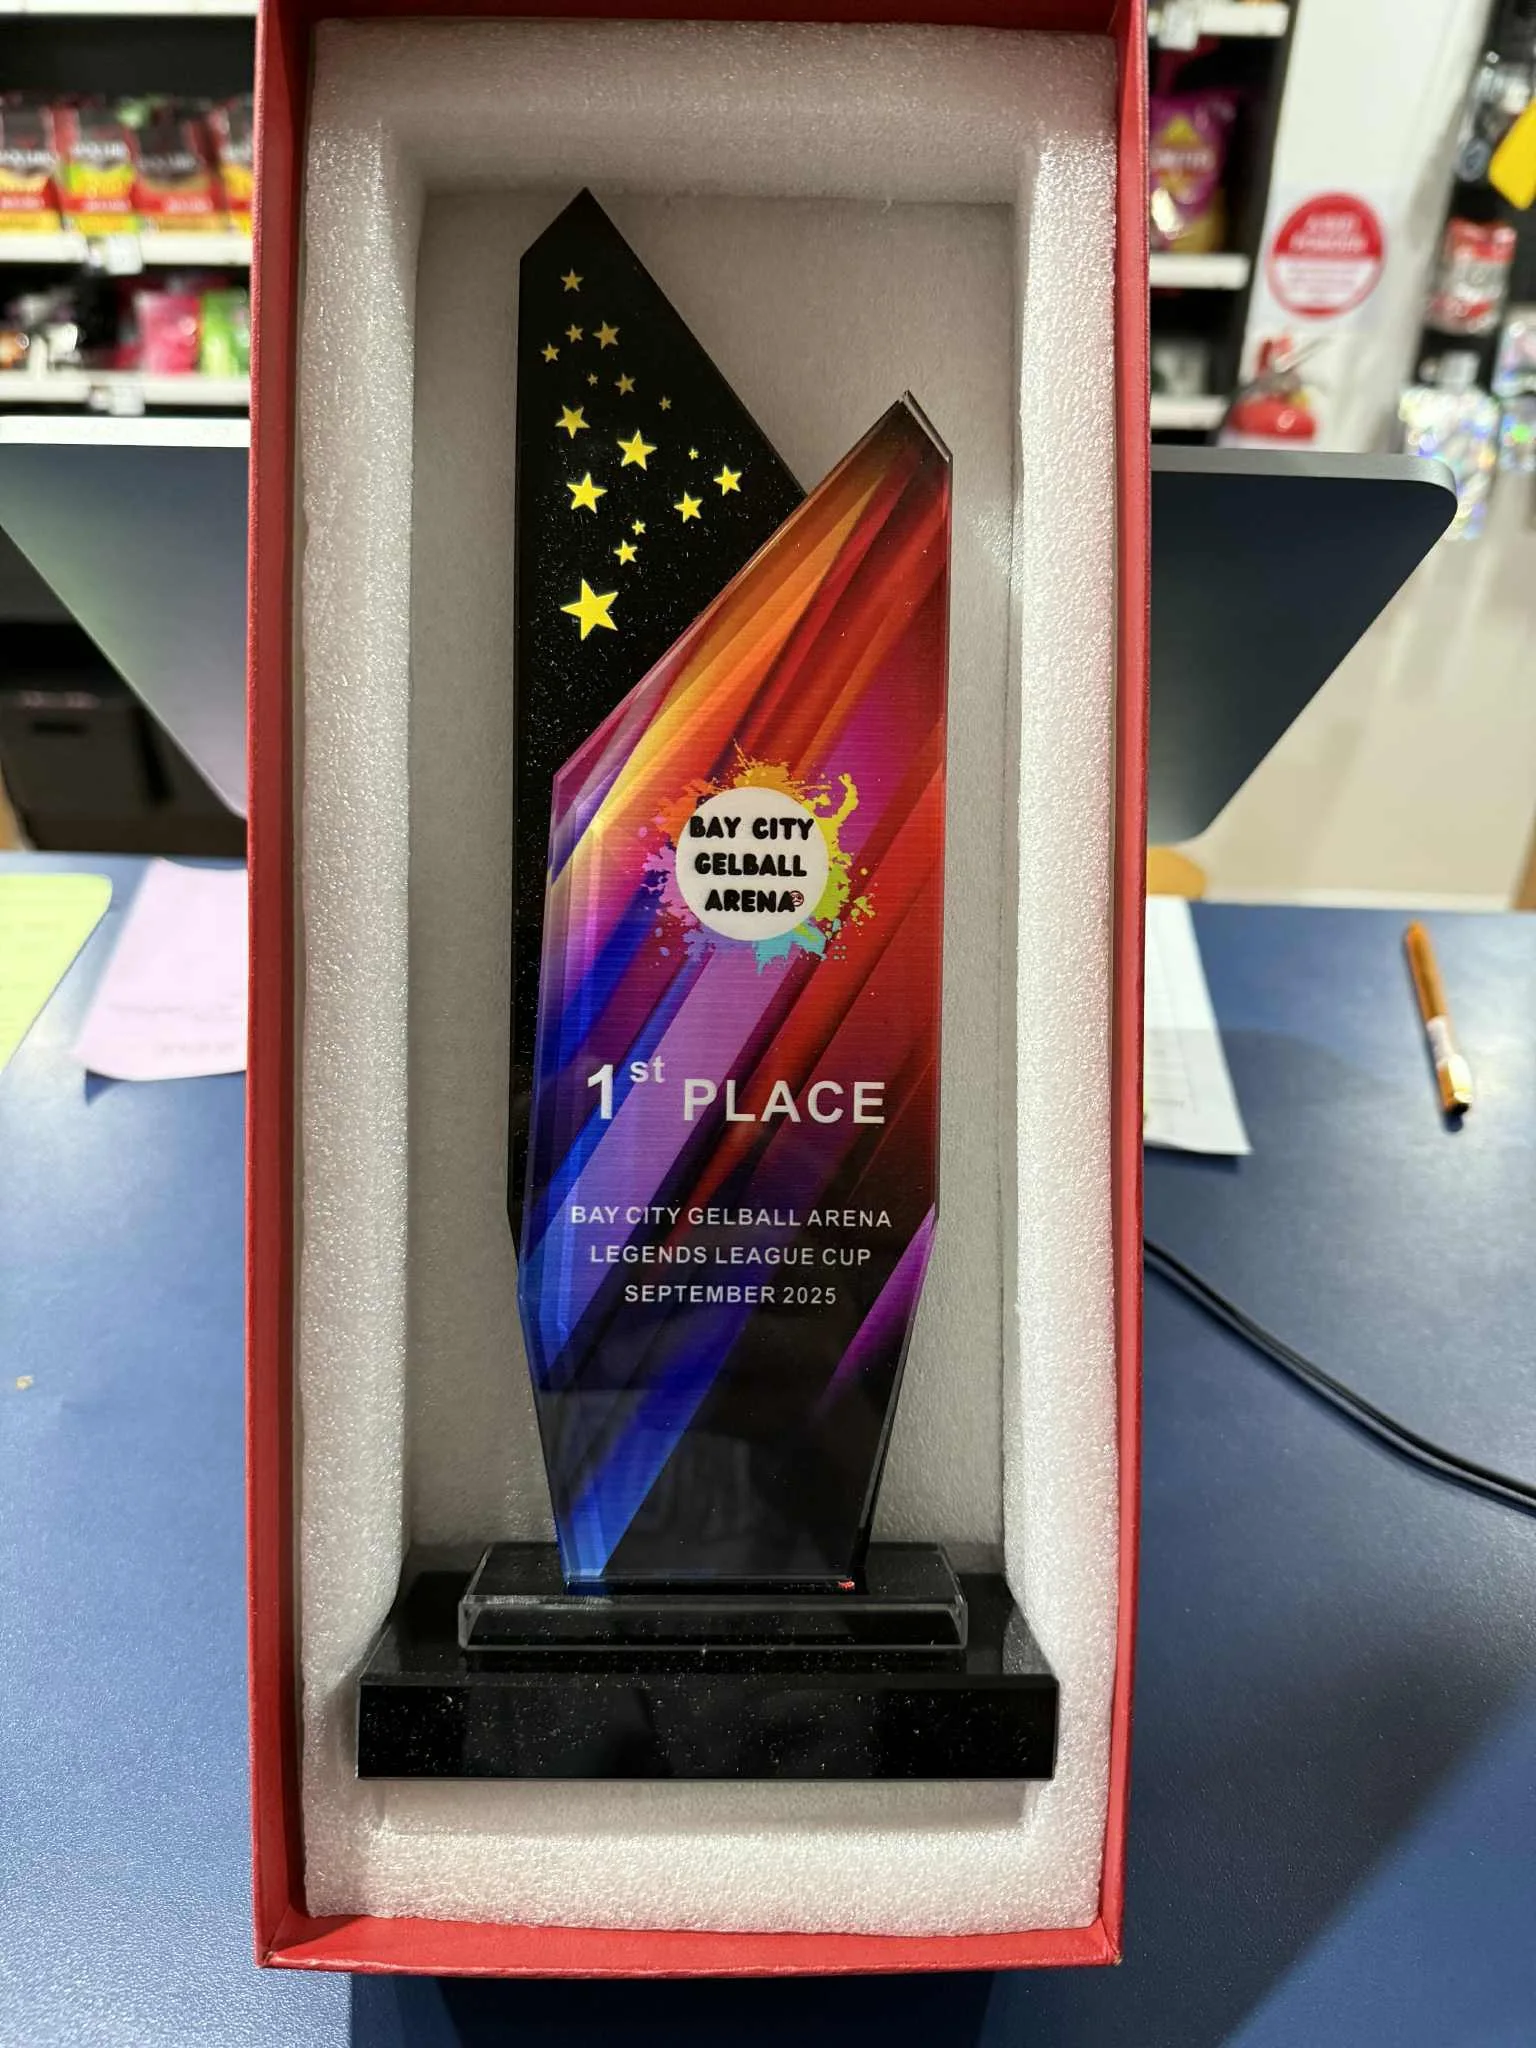 BAY CITY
GELBALL
ARENA
1st PLACE
BAY CITY GELBALL ARENA
LEGENDS LEAGUE CUP
SEPTEMBER 2025